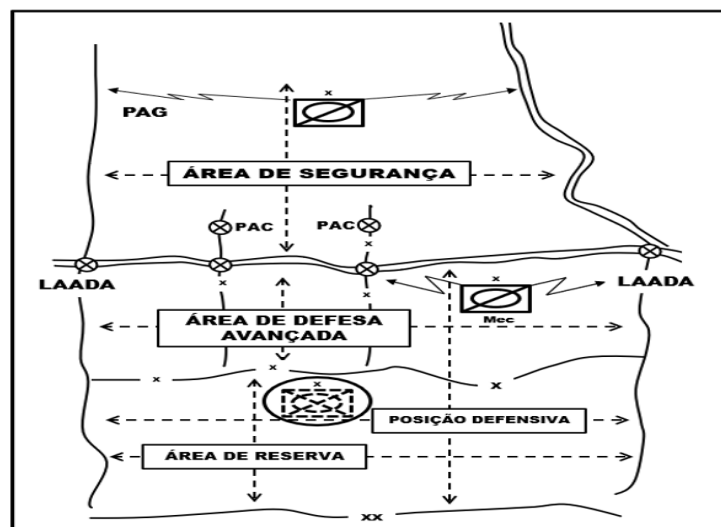 x
PAG
ÁREA DE SEGURANÇA
PAC
PAC
x
LAADA
LAADA
x
x
x
Mec
ÁREA DE DEFESA
AVANÇADA
x
x
x
x
x
POSIÇÃO DEFENSIVA
ÁREA DE RESERVA
xx